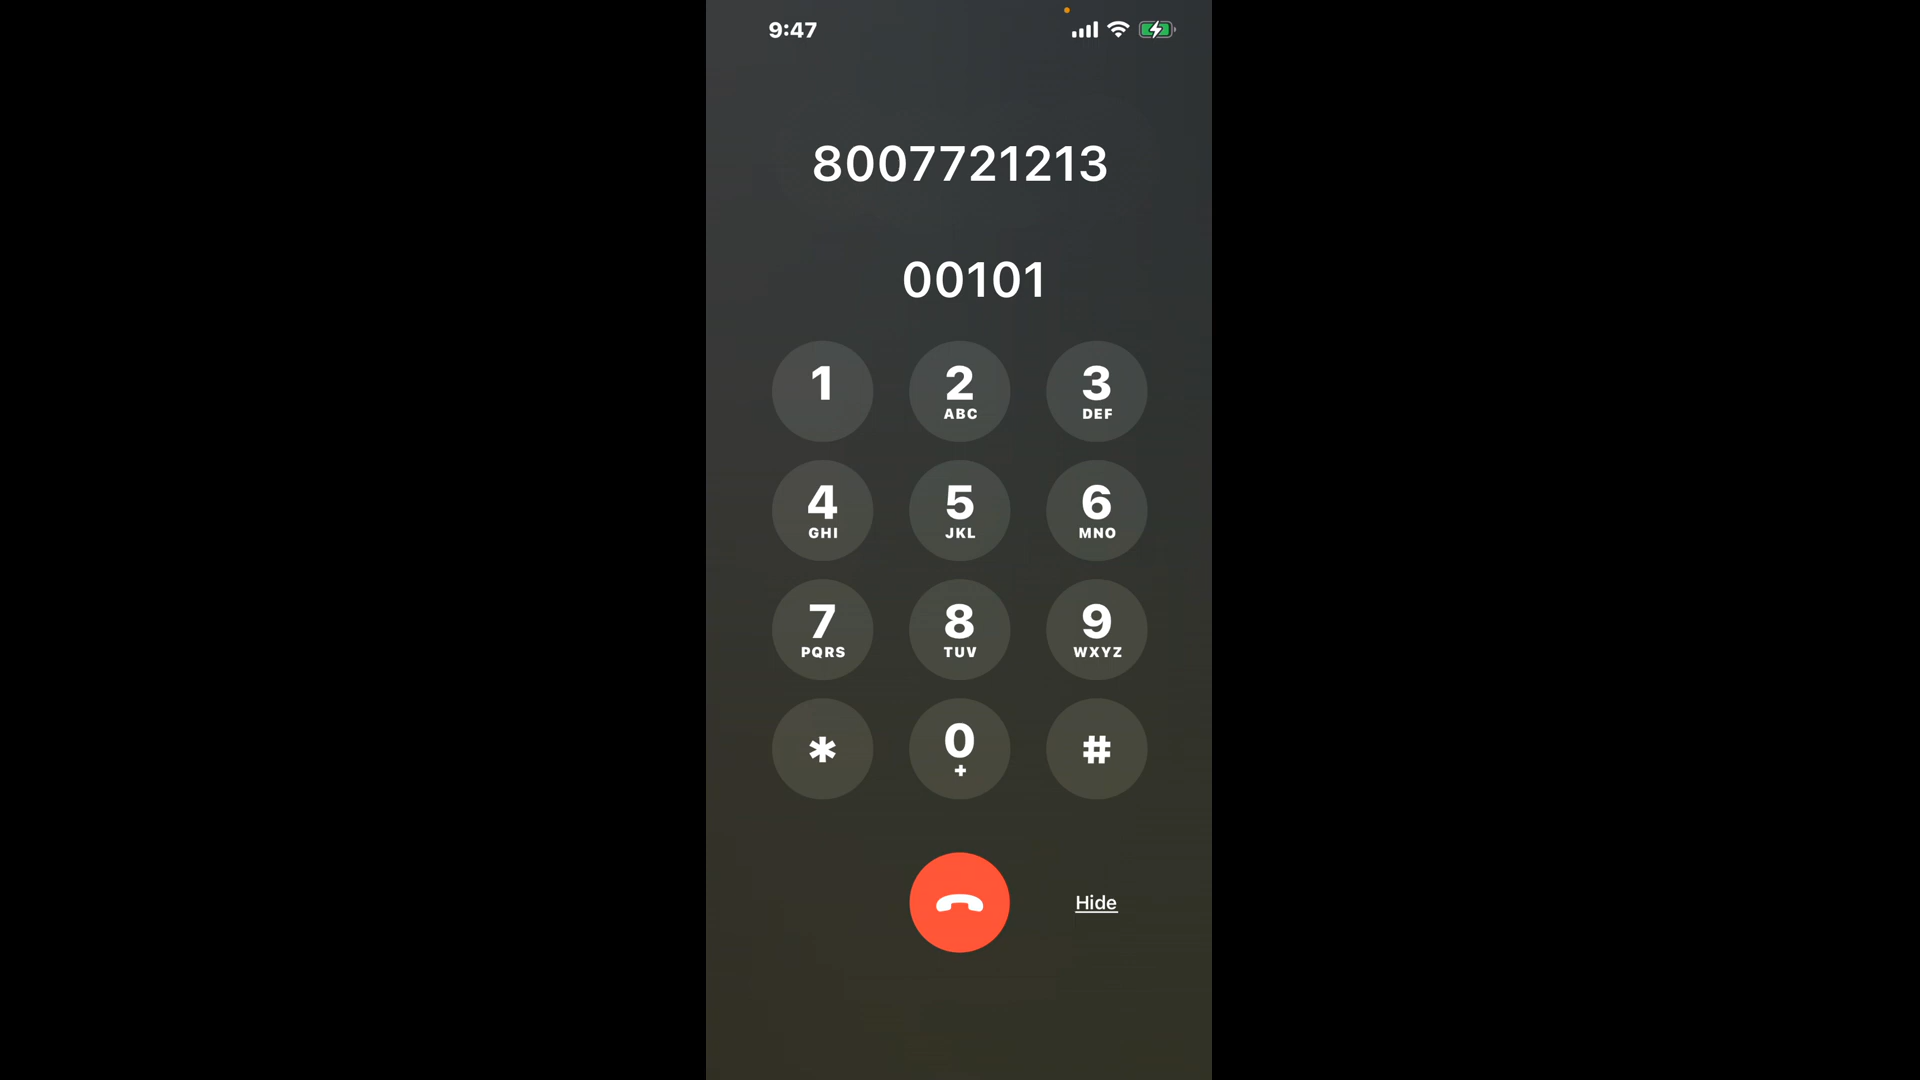 9:47
8007721213
00101
1 2 3
ABC DEF
4 5 6
GHI JKL MNO
7 8 9
PQRS TUV WXYZ
* 0 #
+
Hide